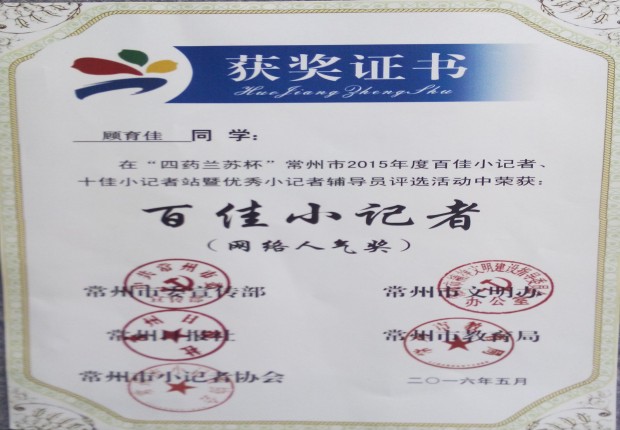 获奖证书
HuoJiang ZhengShu
顾育佳 同学：
在“四药兰苏杯”常州市2015年度百佳小记者、
十佳小记者站暨优秀小记者辅导员评选活动中荣获：
百佳小记者
（网络人气奖）
常州市委宣传部 常州市文明办
办公室
常州日报社 常州市教育局
常州市小记者协会 二〇一六年五月